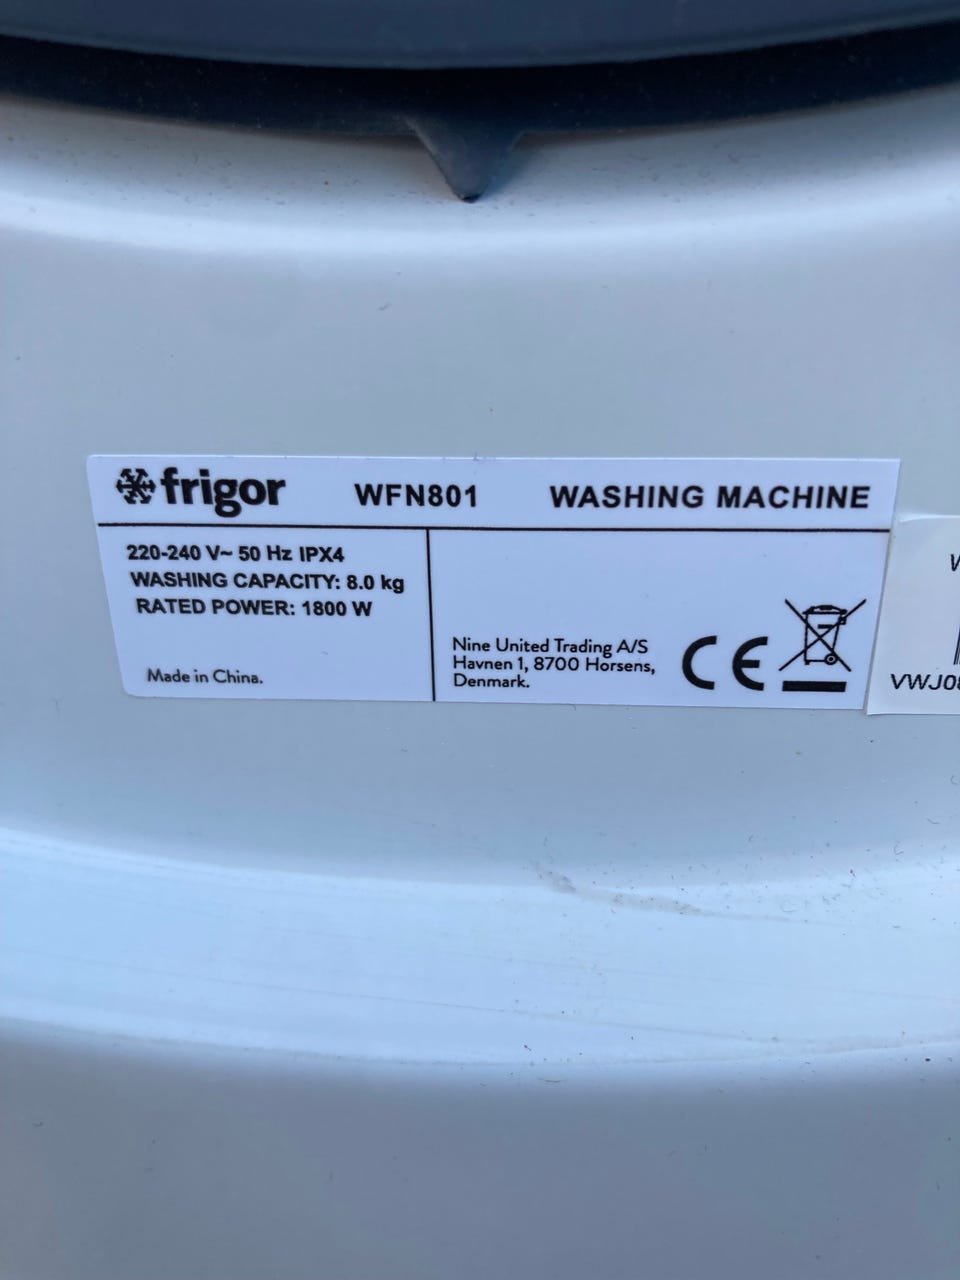 frigor WFN801 WASHING MACHINE
220-240 V~ 50 Hz IPX4
WASHING CAPACITY: 8.0 kg
RATED POWER: 1800 W
Made in China.
Nine United Trading A/S
Havnen 1, 8700 Horsens,
Denmark.
CE